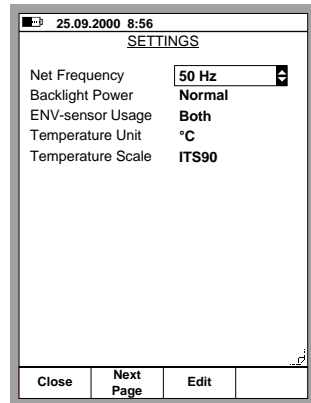 25.09.2000 8:56
SETTINGS
Net Frequency 50 Hz
Backlight Power Normal
ENV-sensor Usage Both
Temperature Unit °C
Temperature Scale ITS90
Close Next Page Edit